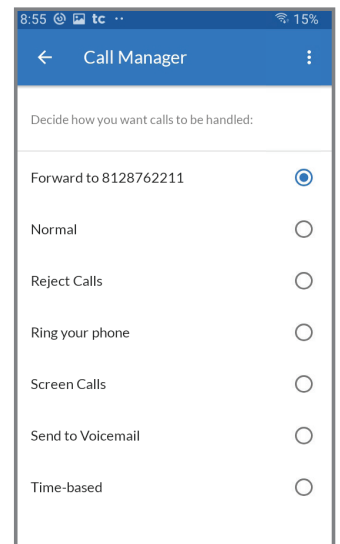 8:55 tc ··
15%
Call Manager
Decide how you want calls to be handled:
Forward to 8128762211
Normal
Reject Calls
Ring your phone
Screen Calls
Send to Voicemail
Time-based